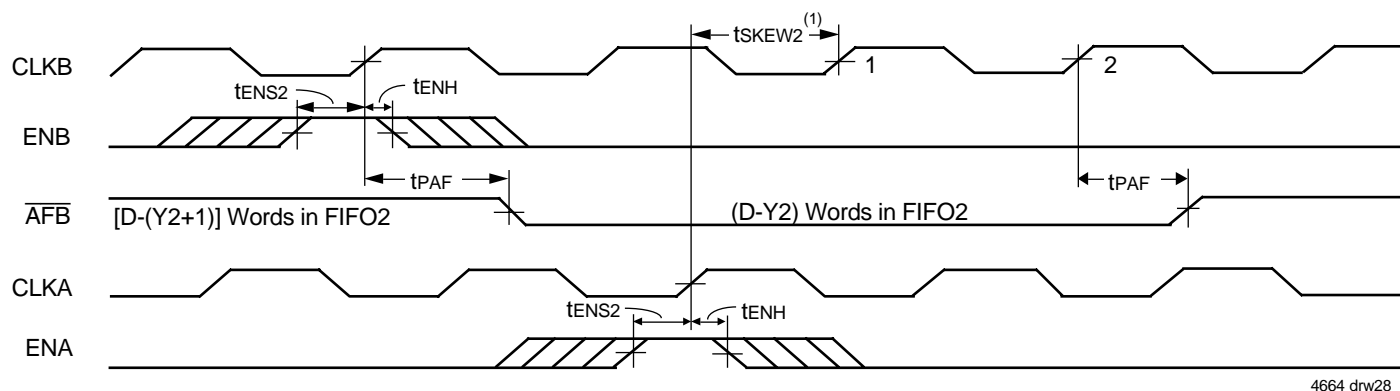 tSKEW2 (1)
CLKB
1
2
tENS2
tENH
ENB
tPAF
tPAF
AFB
[D-(Y2+1)] Words in FIFO2
(D-Y2) Words in FIFO2
CLKA
tENS2
tENH
ENA
4664 drw28